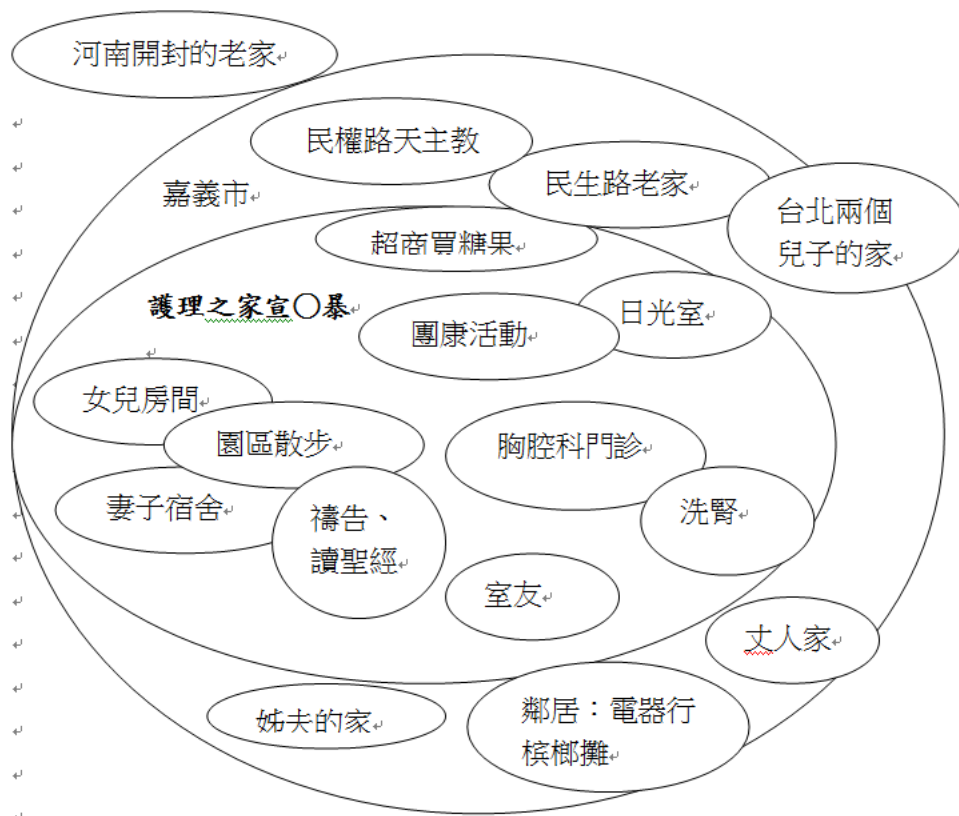 河南開封的老家
民權路天主教
民生路老家
嘉義市
台北兩個
兒子的家
超商買糖果
護理之家宣〇暴
團康活動
日光室
女兒房間
園區散步
胸腔科門診
妻子宿舍
禱告、
讀聖經
洗腎
室友
丈人家
姊夫的家
鄰居：電器行
檳榔攤